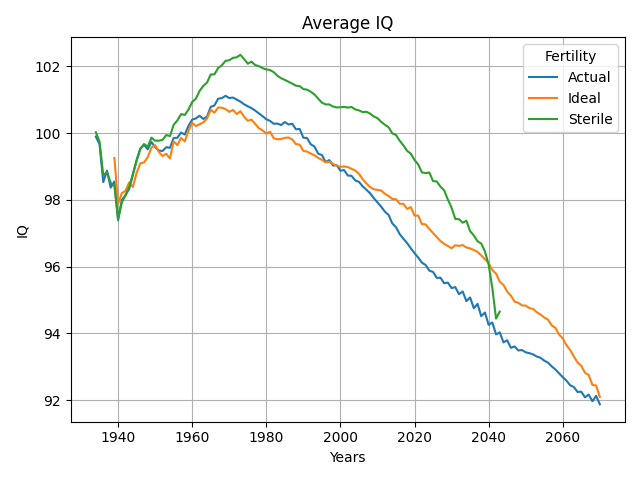 Average IQ
Fertility
Actual
Ideal
Sterile
IQ
102
100
98
96
94
92
1940 1960 1980 2000 2020 2040 2060
Years